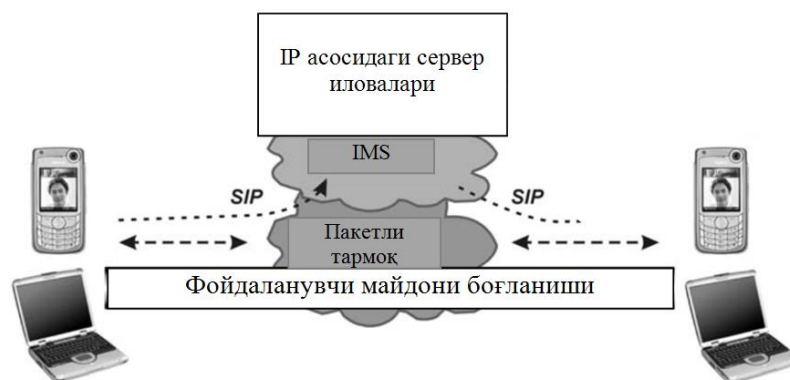 IP асосидаги сервер
иловалари
IMS
SIP
SIP
Пакетли
тармоқ
Фойдаланувчи майдони боғланиши